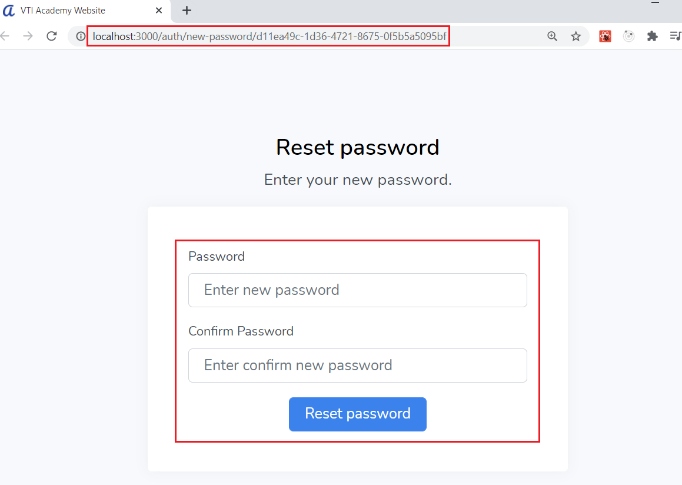 VTI Academy Website
localhost:3000/auth/new-password/d11ea49c-1d36-4721-8675-0f5b5a5095bf
Reset password
Enter your new password.
Password
Enter new password
Confirm Password
Enter confirm new password
Reset password